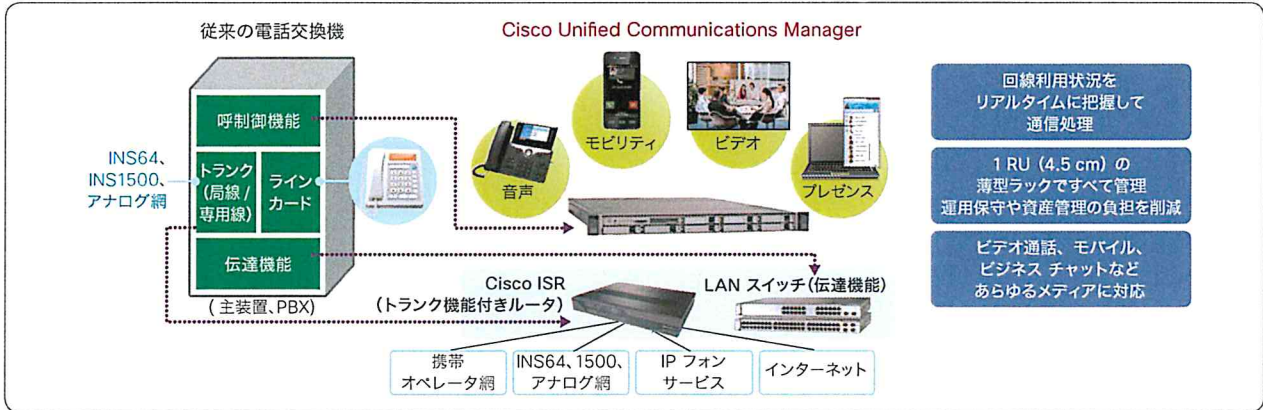 従来の電話交換機
呼制御機能
INS64、
INS1500、
アナログ網
トランク
(局線/
専用線)
ライン
カード
伝達機能
(主装置、PBX)
Cisco Unified Communications Manager
音声
モビリティ
ビデオ
プレゼンス
Cisco ISR
(トランク機能付きルータ)
LAN スイッチ(伝達機能)
携帯
オペレータ網
INS64、1500、
アナログ網
IP フォン
サービス
インターネット
回線利用状況を
リアルタイムに把握して
通信処理
1 RU (4.5 cm) の
薄型ラックですべて管理
運用保守や資産管理の負担を削減
ビデオ通話、モバイル、
ビジネス チャットなど
あらゆるメディアに対応